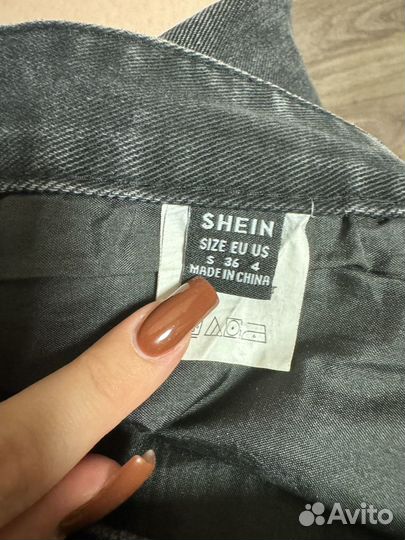 SHEIN
SIZE EU US
S 36 4
MADE IN CHINA
Avito